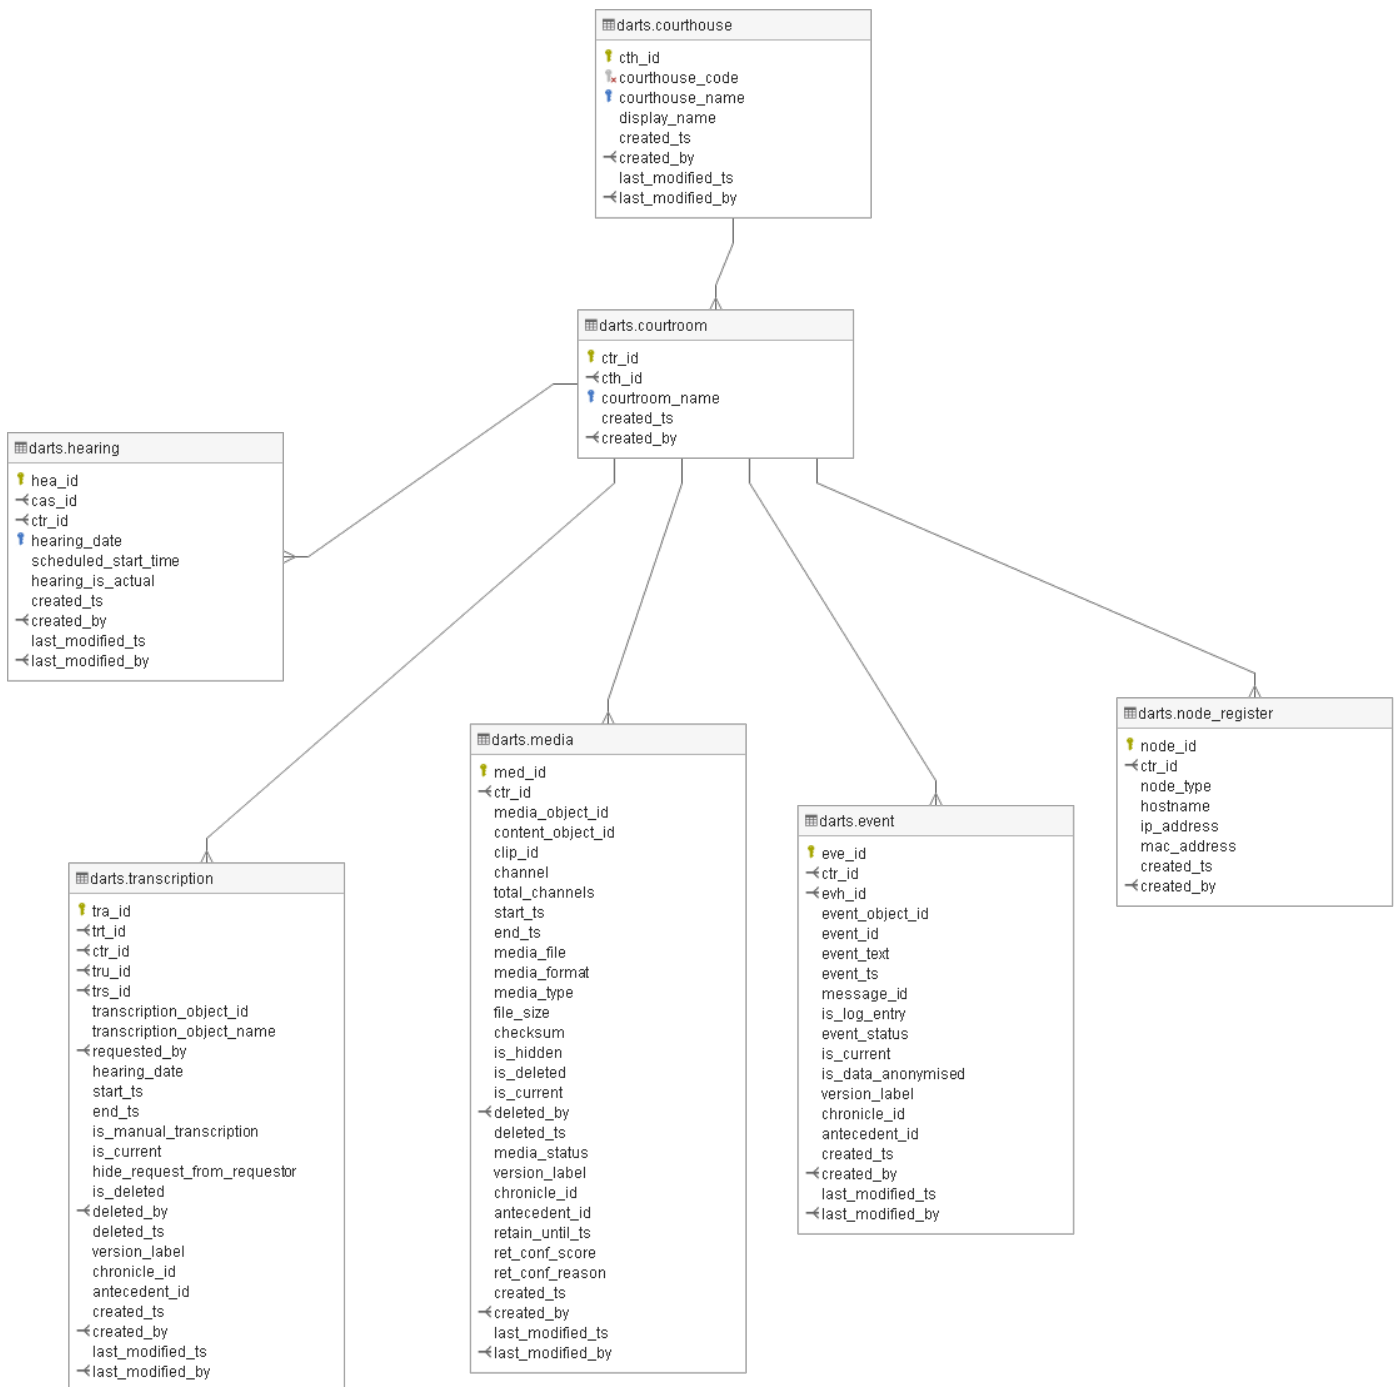 darts.courthouse
cth_id
courthouse_code
courthouse_name
display_name
created_ts
created_by
last_modified_ts
last_modified_by
darts.courtroom
ctr_id
cth_id
courtroom_name
created_ts
created_by
darts.hearing
hea_id
cas_id
ctr_id
hearing_date
scheduled_start_time
hearing_is_actual
created_ts
created_by
last_modified_ts
last_modified_by
darts.transcription
tra_id
trt_id
ctr_id
tru_id
trs_id
transcription_object_id
transcription_object_name
requested_by
hearing_date
start_ts
end_ts
is_manual_transcription
is_current
hide_request_from_requestor
is_deleted
deleted_by
deleted_ts
version_label
chronicle_id
antecedent_id
created_ts
created_by
last_modified_ts
last_modified_by
darts.media
med_id
ctr_id
media_object_id
content_object_id
clip_id
channel
total_channels
start_ts
end_ts
media_file
media_format
media_type
file_size
checksum
is_hidden
is_deleted
is_current
deleted_by
deleted_ts
media_status
version_label
chronicle_id
antecedent_id
retain_until_ts
ret_conf_score
ret_conf_reason
created_ts
created_by
last_modified_ts
last_modified_by
darts.event
eve_id
ctr_id
evh_id
event_object_id
event_id
event_text
event_ts
message_id
is_log_entry
event_status
is_current
is_data_anonymised
version_label
chronicle_id
antecedent_id
created_ts
created_by
last_modified_ts
last_modified_by
darts.node_register
node_id
ctr_id
node_type
hostname
ip_address
mac_address
created_ts
created_by